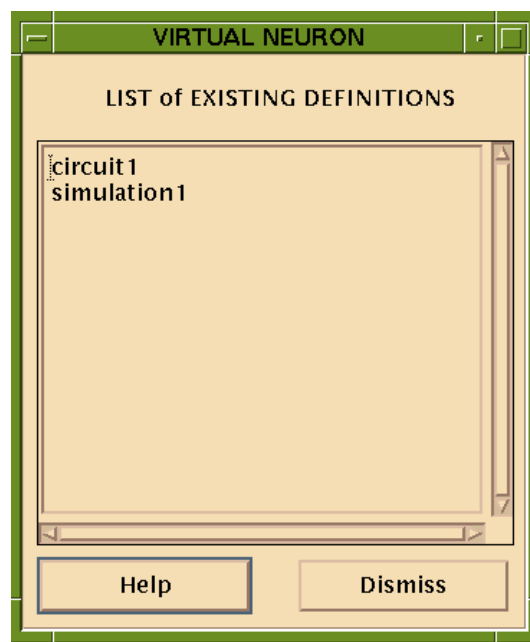 VIRTUAL NEURON
LIST of EXISTING DEFINITIONS
circuit1
simulation1
Help
Dismiss